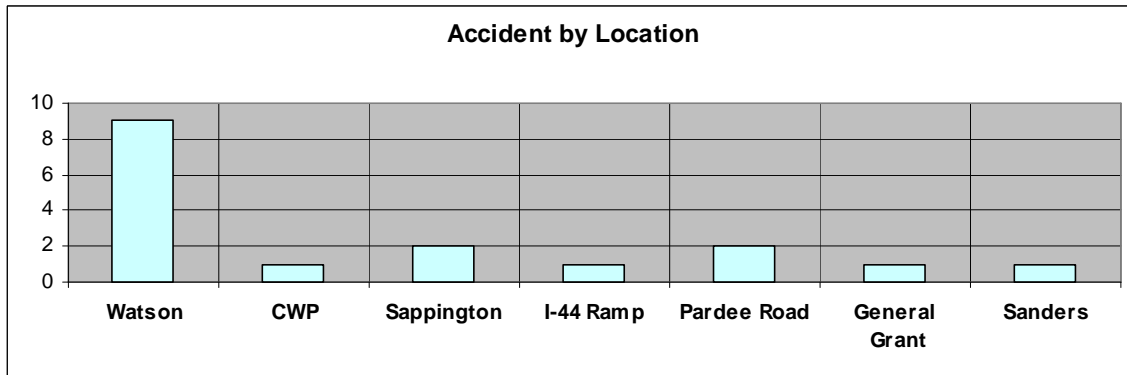 Accident by Location
10
8
6
4
2
0
Watson
CWP
Sappington
I-44 Ramp
Pardee Road
General
Grant
Sanders